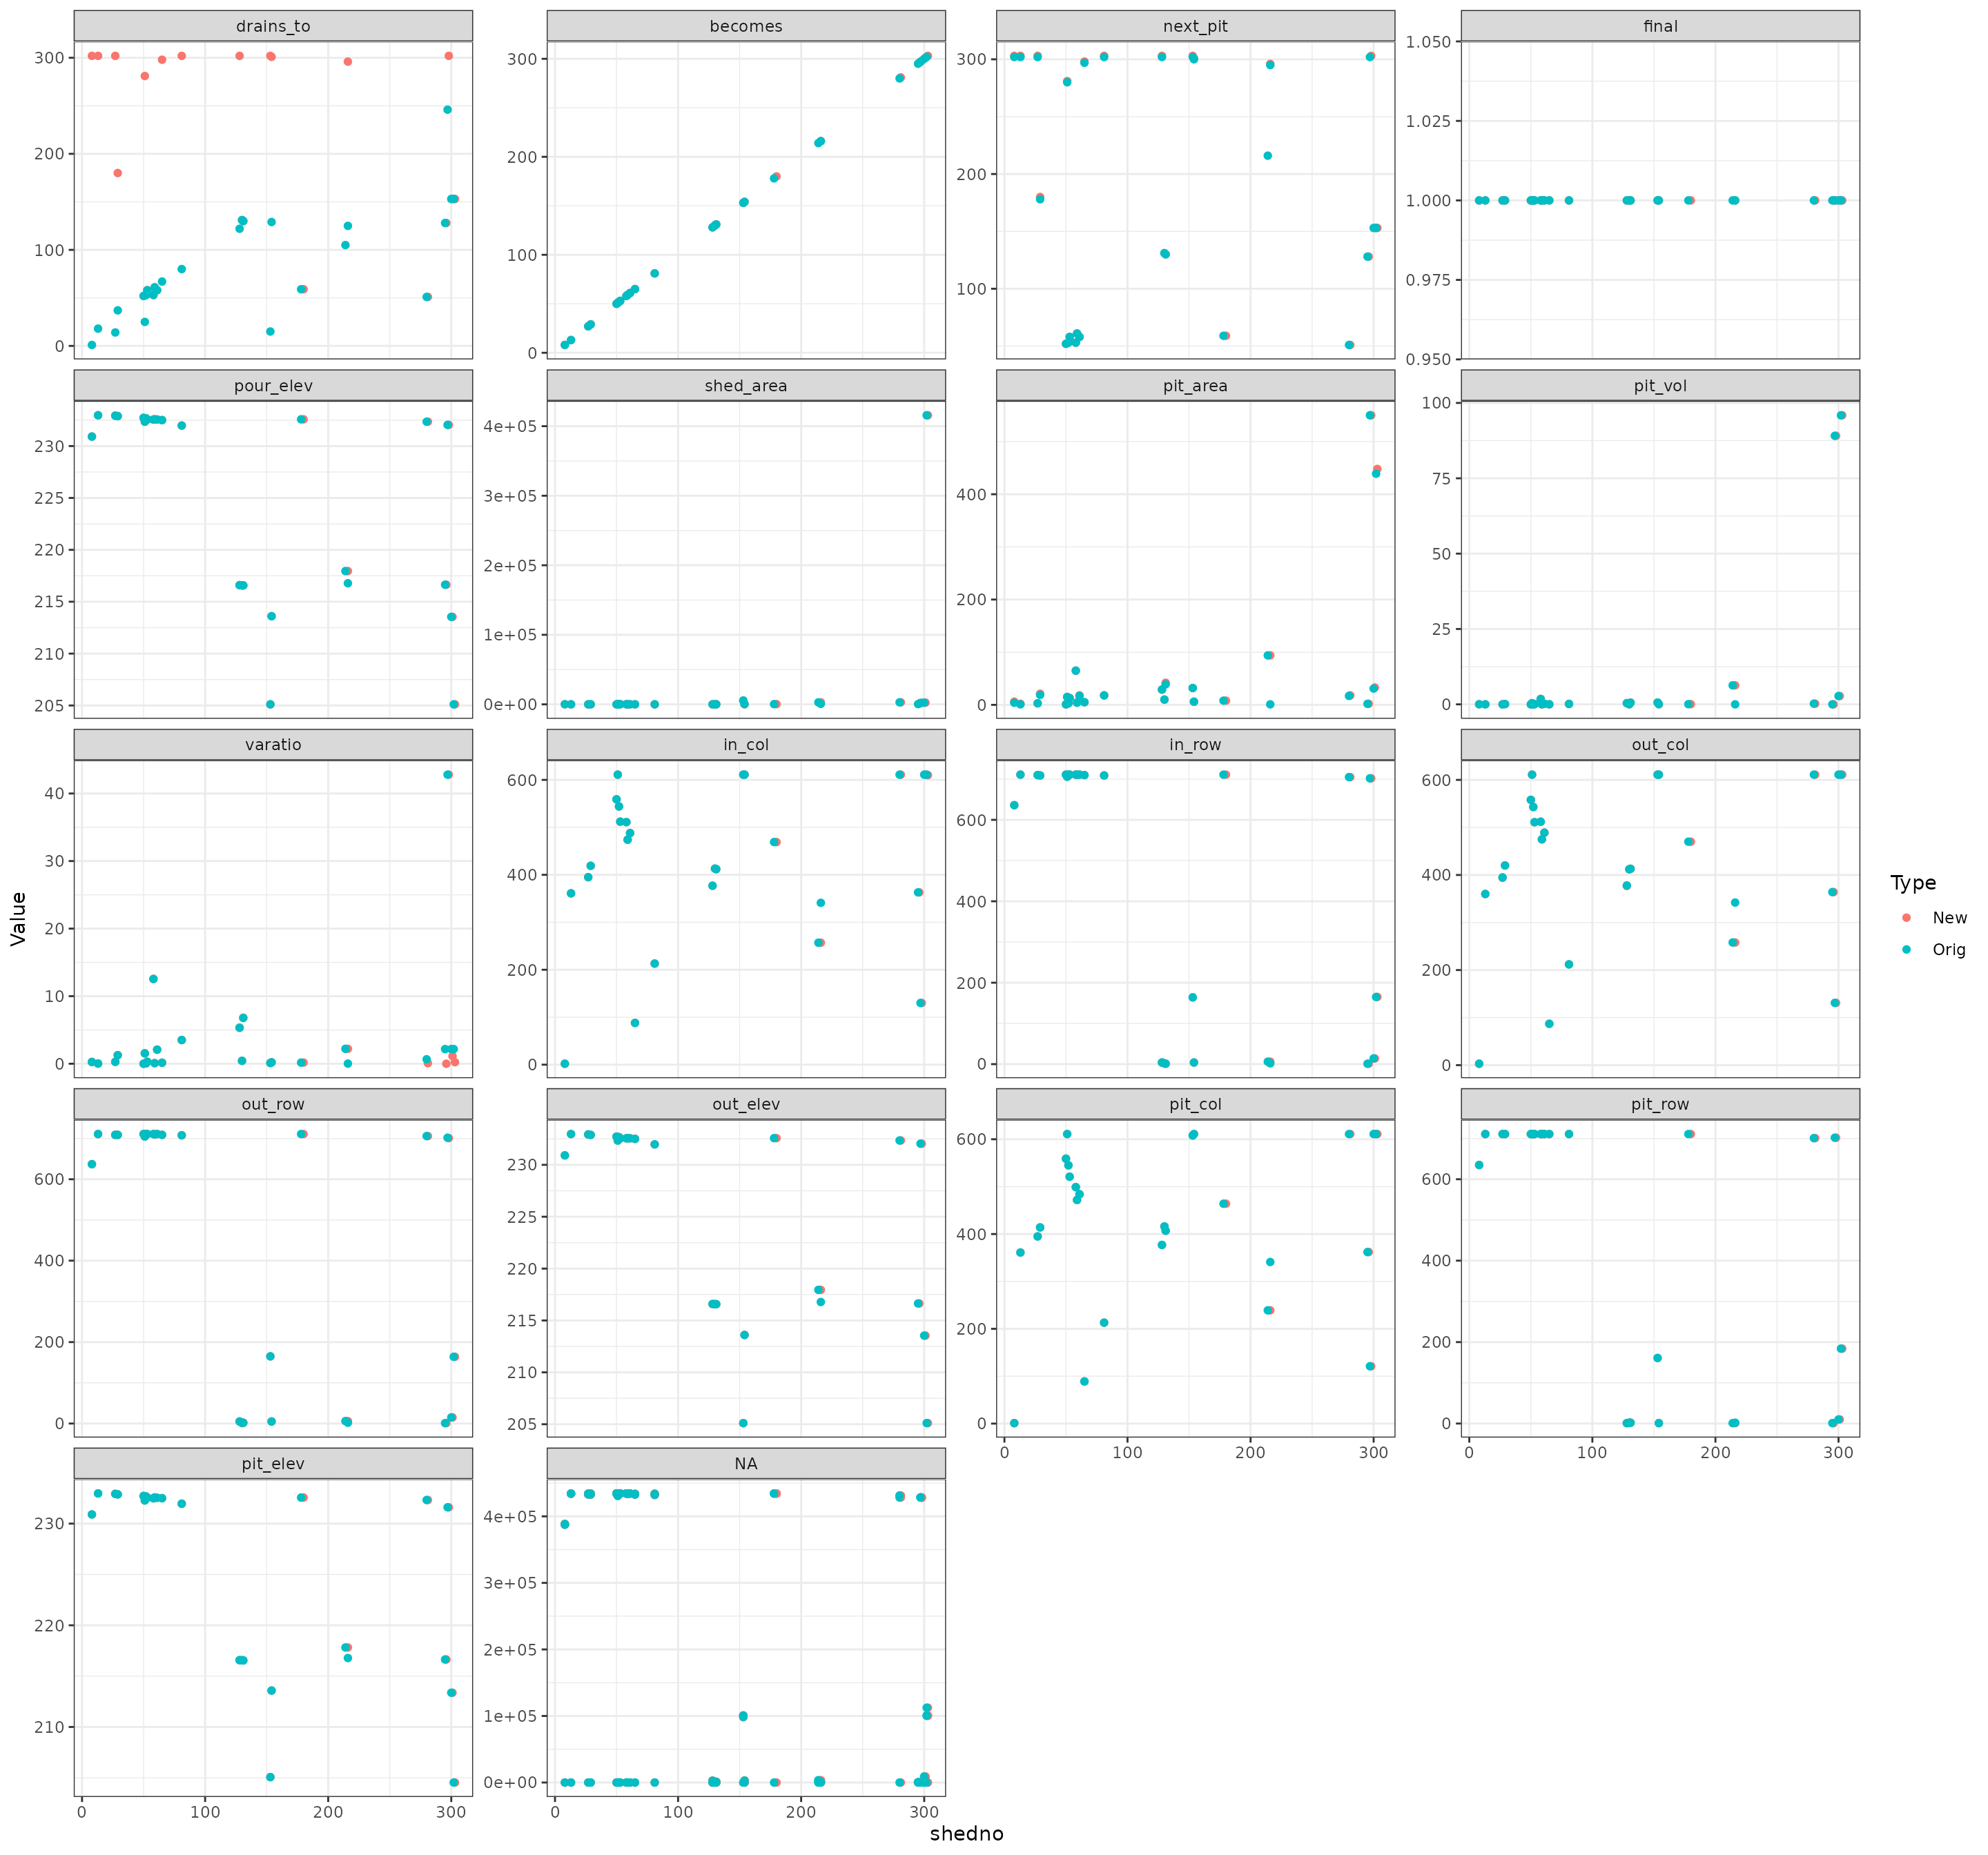 drains_to becomes next_pit final
300
200
100
0
300
200
100
0
300
200
100
1.050
1.025
1.000
0.975
0.950
pour_elev shed_area pit_area pit_vol
230
225
220
215
210
205
4e+05
3e+05
2e+05
1e+05
0e+00
400
200
0
100
75
50
25
0
varatio in_col in_row out_col
40
30
20
10
0
600
400
200
0
600
400
200
0
600
400
200
0
out_row out_elev pit_col pit_row
600
400
200
0
230
225
220
215
210
205
600
400
200
0
600
400
200
0
0 100 200 300
0 100 200 300
pit_elev NA
230
220
210
4e+05
3e+05
2e+05
1e+05
0e+00
0 100 200 300
0 100 200 300
shedno
Value
Type
New
Orig